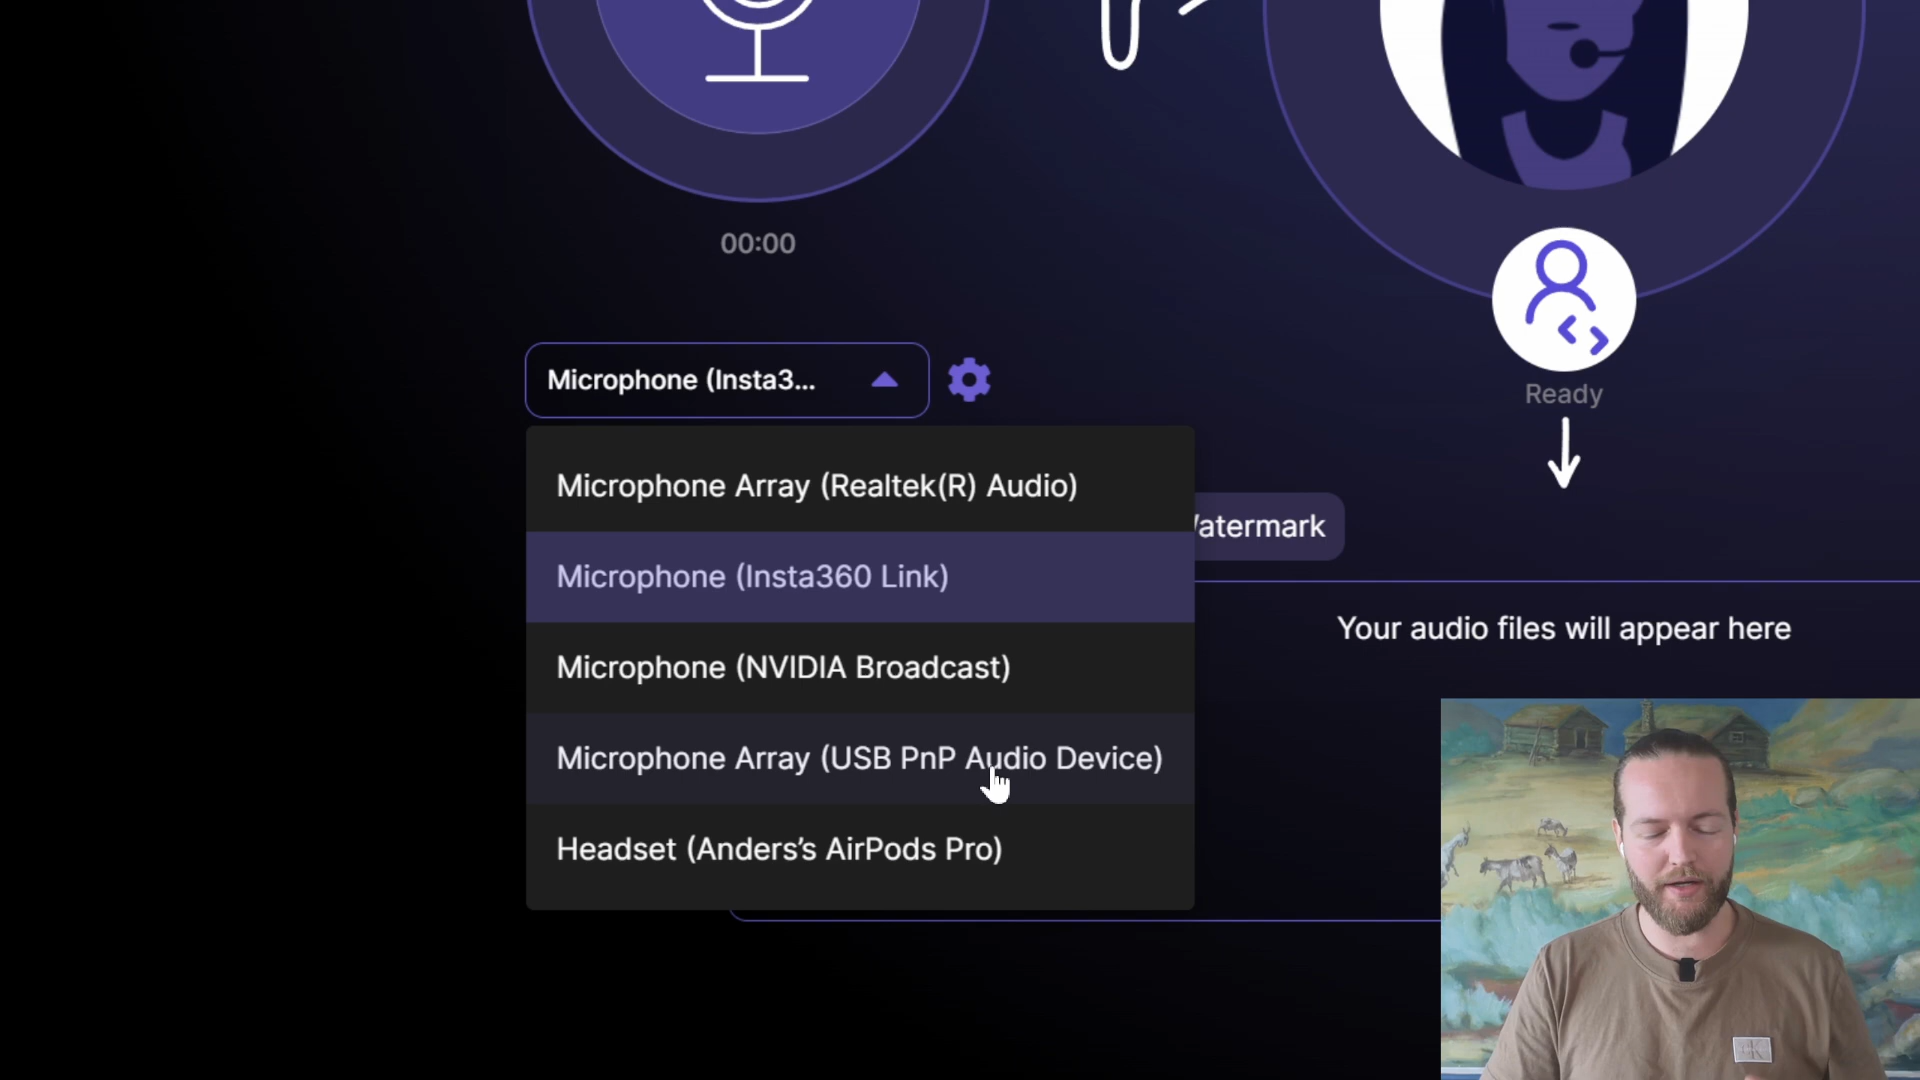 00:00
Microphone (Insta3...
Ready
Microphone Array (Realtek(R) Audio)
Microphone (Insta360 Link)
Microphone (NVIDIA Broadcast)
Microphone Array (USB PnP Audio Device)
Headset (Anders’s AirPods Pro)
atermark
Your audio files will appear here